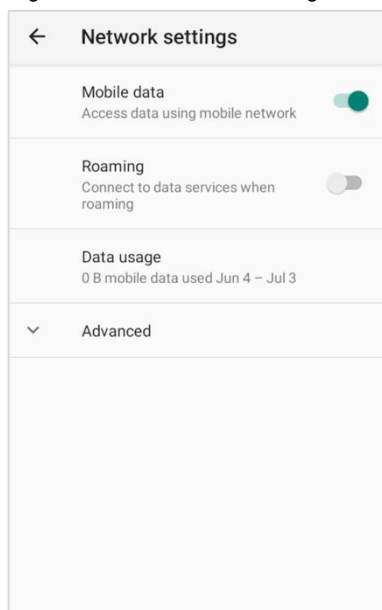 Network settings
Mobile data
Access data using mobile network
Roaming
Connect to data services when
roaming
Data usage
0 B mobile data used Jun 4 – Jul 3
Advanced